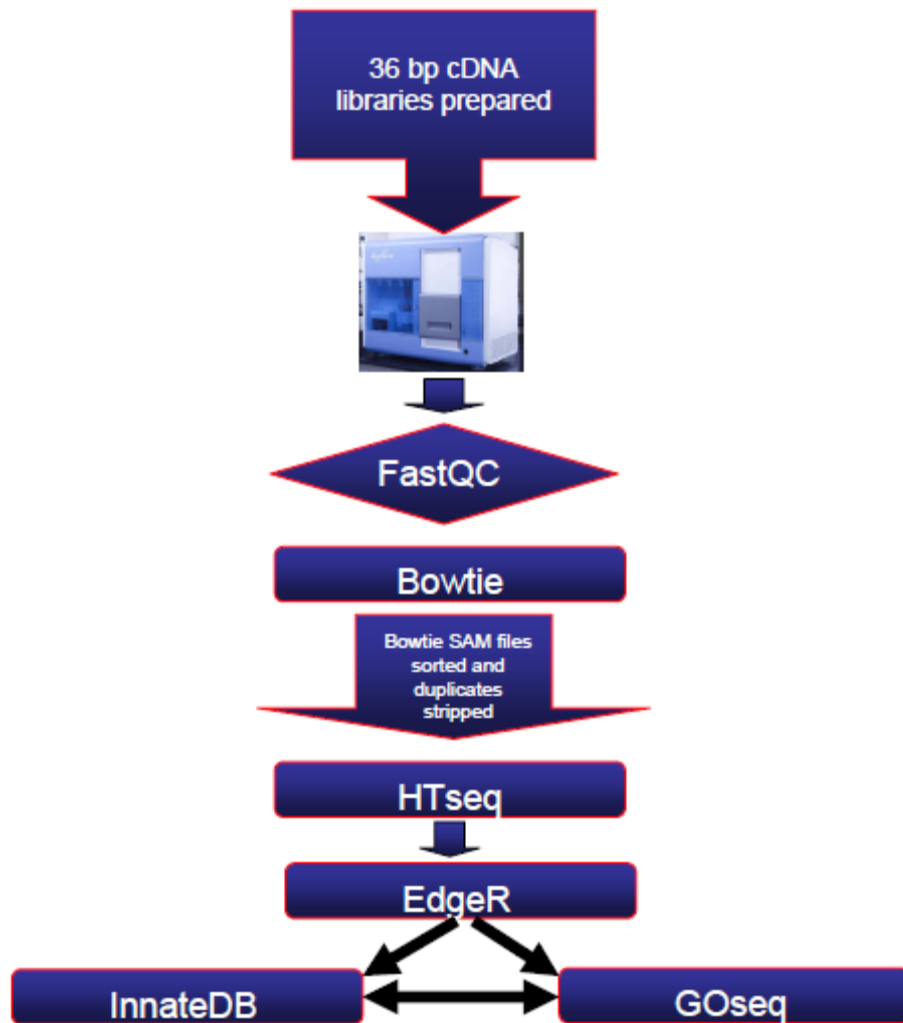 36 bp cDNA
libraries prepared
FastQC
Bowtie
Bowtie SAM files
sorted and
duplicates
stripped
HTseq
EdgeR
InnateDB
GOseq